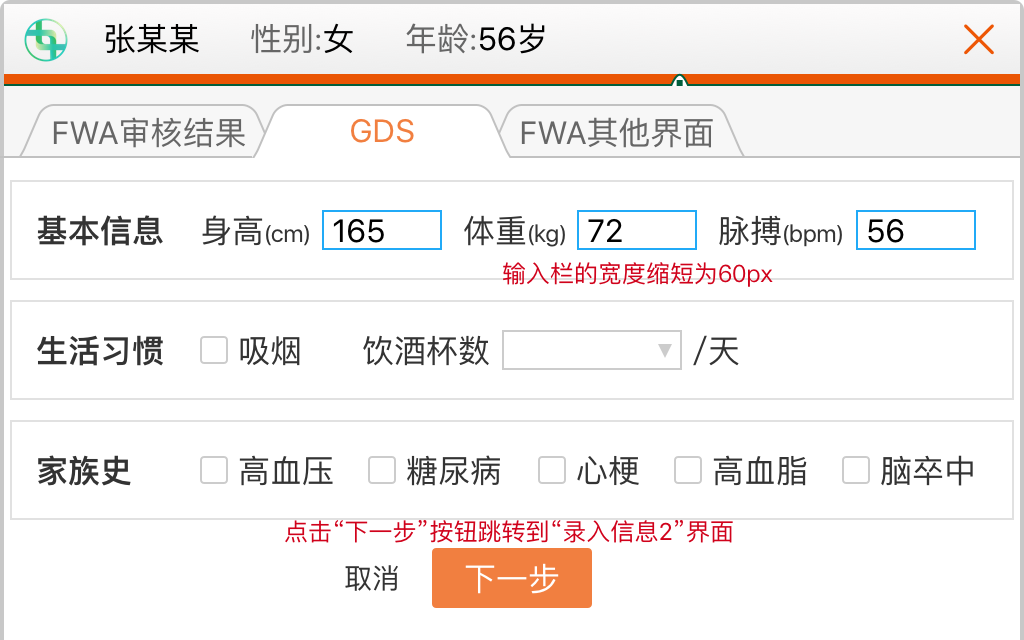 张某某 性别:女 年龄:56岁
FWA审核结果 GDS FWA其他界面
基本信息 身高(cm) 165 体重(kg) 72 脉搏(bpm) 56
输入栏的宽度缩短为60px
生活习惯 吸烟 饮酒杯数 /天
家族史 高血压 糖尿病 心梗 高血脂 脑卒中
点击“下一步”按钮跳转到“录入信息2”界面
取消 下一步